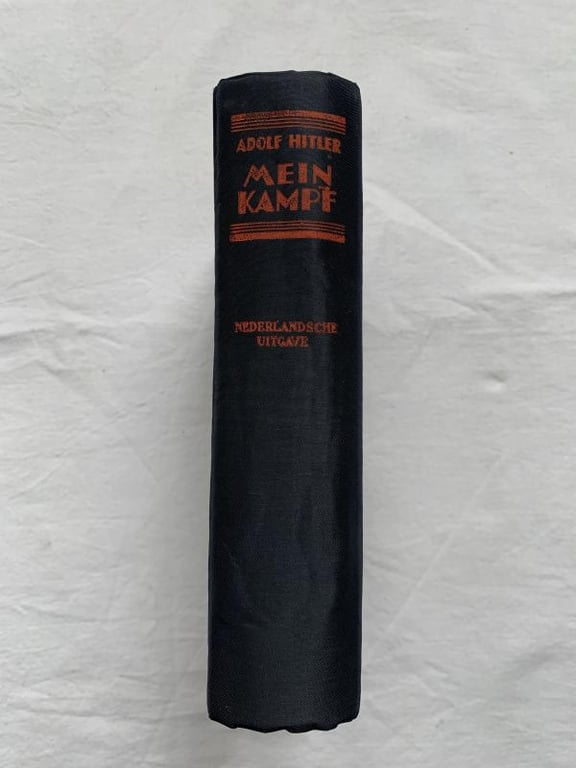 ADOLF HITLER
MEIN
KAMPF
NEDERLANDSCHE
UITGAVE